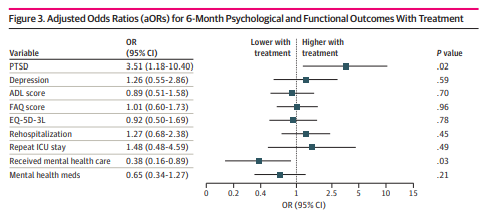 Figure 3. Adjusted Odds Ratios (aORs) for 6-Month Psychological and Functional Outcomes With Treatment
Variable OR (95% CI) Lower with treatment Higher with treatment P value
PTSD 3.51 (1.18-10.40) .02
Depression 1.26 (0.55-2.86) .59
ADL score 0.89 (0.51-1.58) .70
FAQ score 1.01 (0.60-1.73) .96
EQ-5D-3L 0.92 (0.50-1.69) .78
Rehospitalization 1.27 (0.68-2.38) .45
Repeat ICU stay 1.48 (0.48-4.59) .49
Received mental health care 0.38 (0.16-0.89) .03
Mental health meds 0.65 (0.34-1.27) .21
0 0.2 0.4 1 2.5 5 10 15
OR (95% CI)